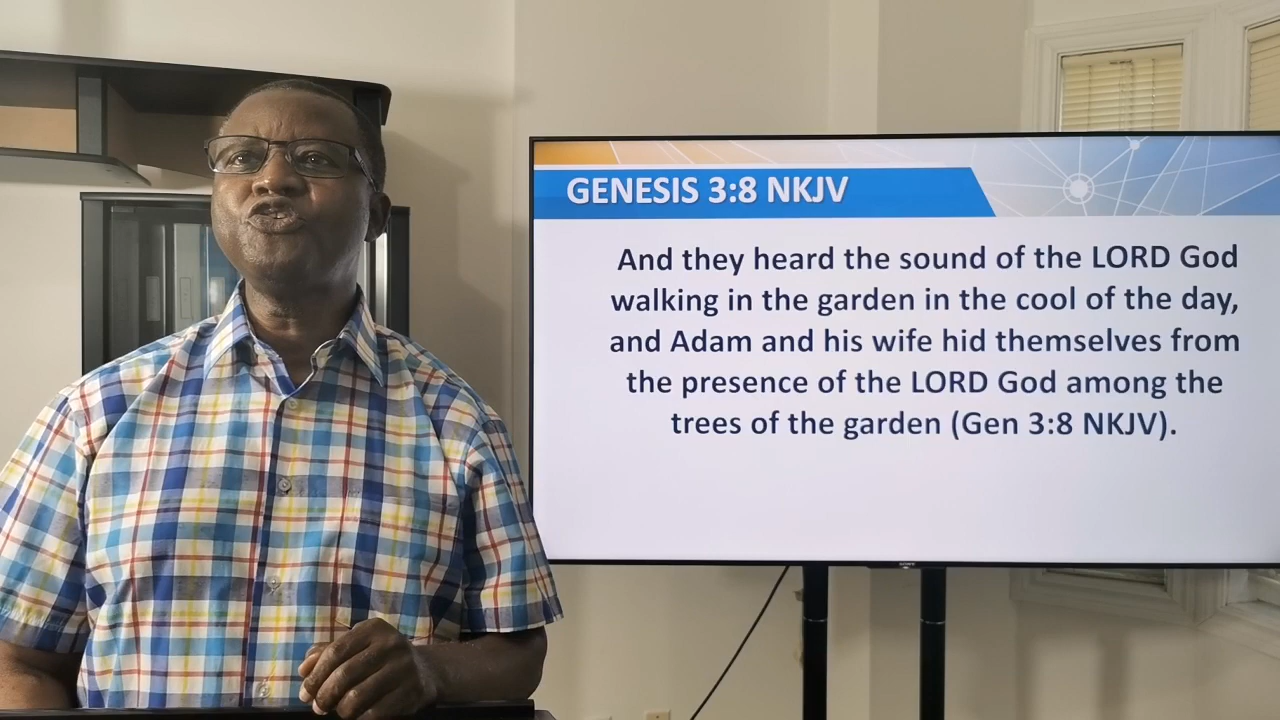 GENESIS 3:8 NKJV
And they heard the sound of the LORD God
walking in the garden in the cool of the day,
and Adam and his wife hid themselves from
the presence of the LORD God among the
trees of the garden (Gen 3:8 NKJV).
SONY